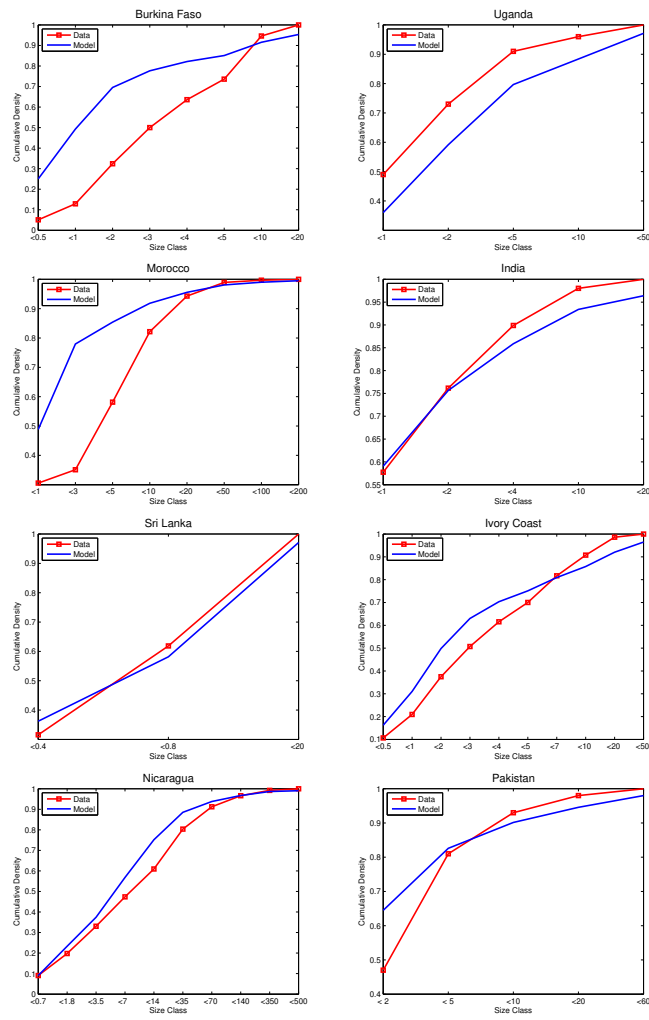 Burkina Faso
Data
Model
Cumulative Density
1
0.9
0.8
0.7
0.6
0.5
0.4
0.3
0.2
0.1
0
<0.5 <1 <2 <3 <4 <5 <10 <20
Size Class
Uganda
Data
Model
Cumulative Density
1
0.9
0.8
0.7
0.6
0.5
0.4
<1 <2 <5 <10 <50
Size Class
Morocco
Data
Model
Cumulative Density
1
0.9
0.8
0.7
0.6
0.5
0.4
<1 <3 <5 <10 <20 <50 <100 <200
Size Class
India
Data
Model
Cumulative Density
1
0.95
0.9
0.85
0.8
0.75
0.7
0.65
0.6
0.55
<1 <2 <4 <10 <20
Size Class
Sri Lanka
Data
Model
Cumulative Density
1
0.9
0.8
0.7
0.6
0.5
0.4
<0.4 <0.8 <20
Size Class
Ivory Coast
Data
Model
Cumulative Density
1
0.9
0.8
0.7
0.6
0.5
0.4
0.3
0.2
0.1
<0.5 <1 <2 <3 <4 <5 <7 <10 <20 <50
Size Class
Nicaragua
Data
Model
Cumulative Density
1
0.9
0.8
0.7
0.6
0.5
0.4
0.3
0.2
0.1
0
<0.7 <1.8 <3.5 <7 <14 <35 <70 <140 <350 <500
Size Class
Pakistan
Data
Model
Cumulative Density
1
0.9
0.8
0.7
0.6
0.5
0.4
< 2 < 5 <10 <20 <60
Size Class